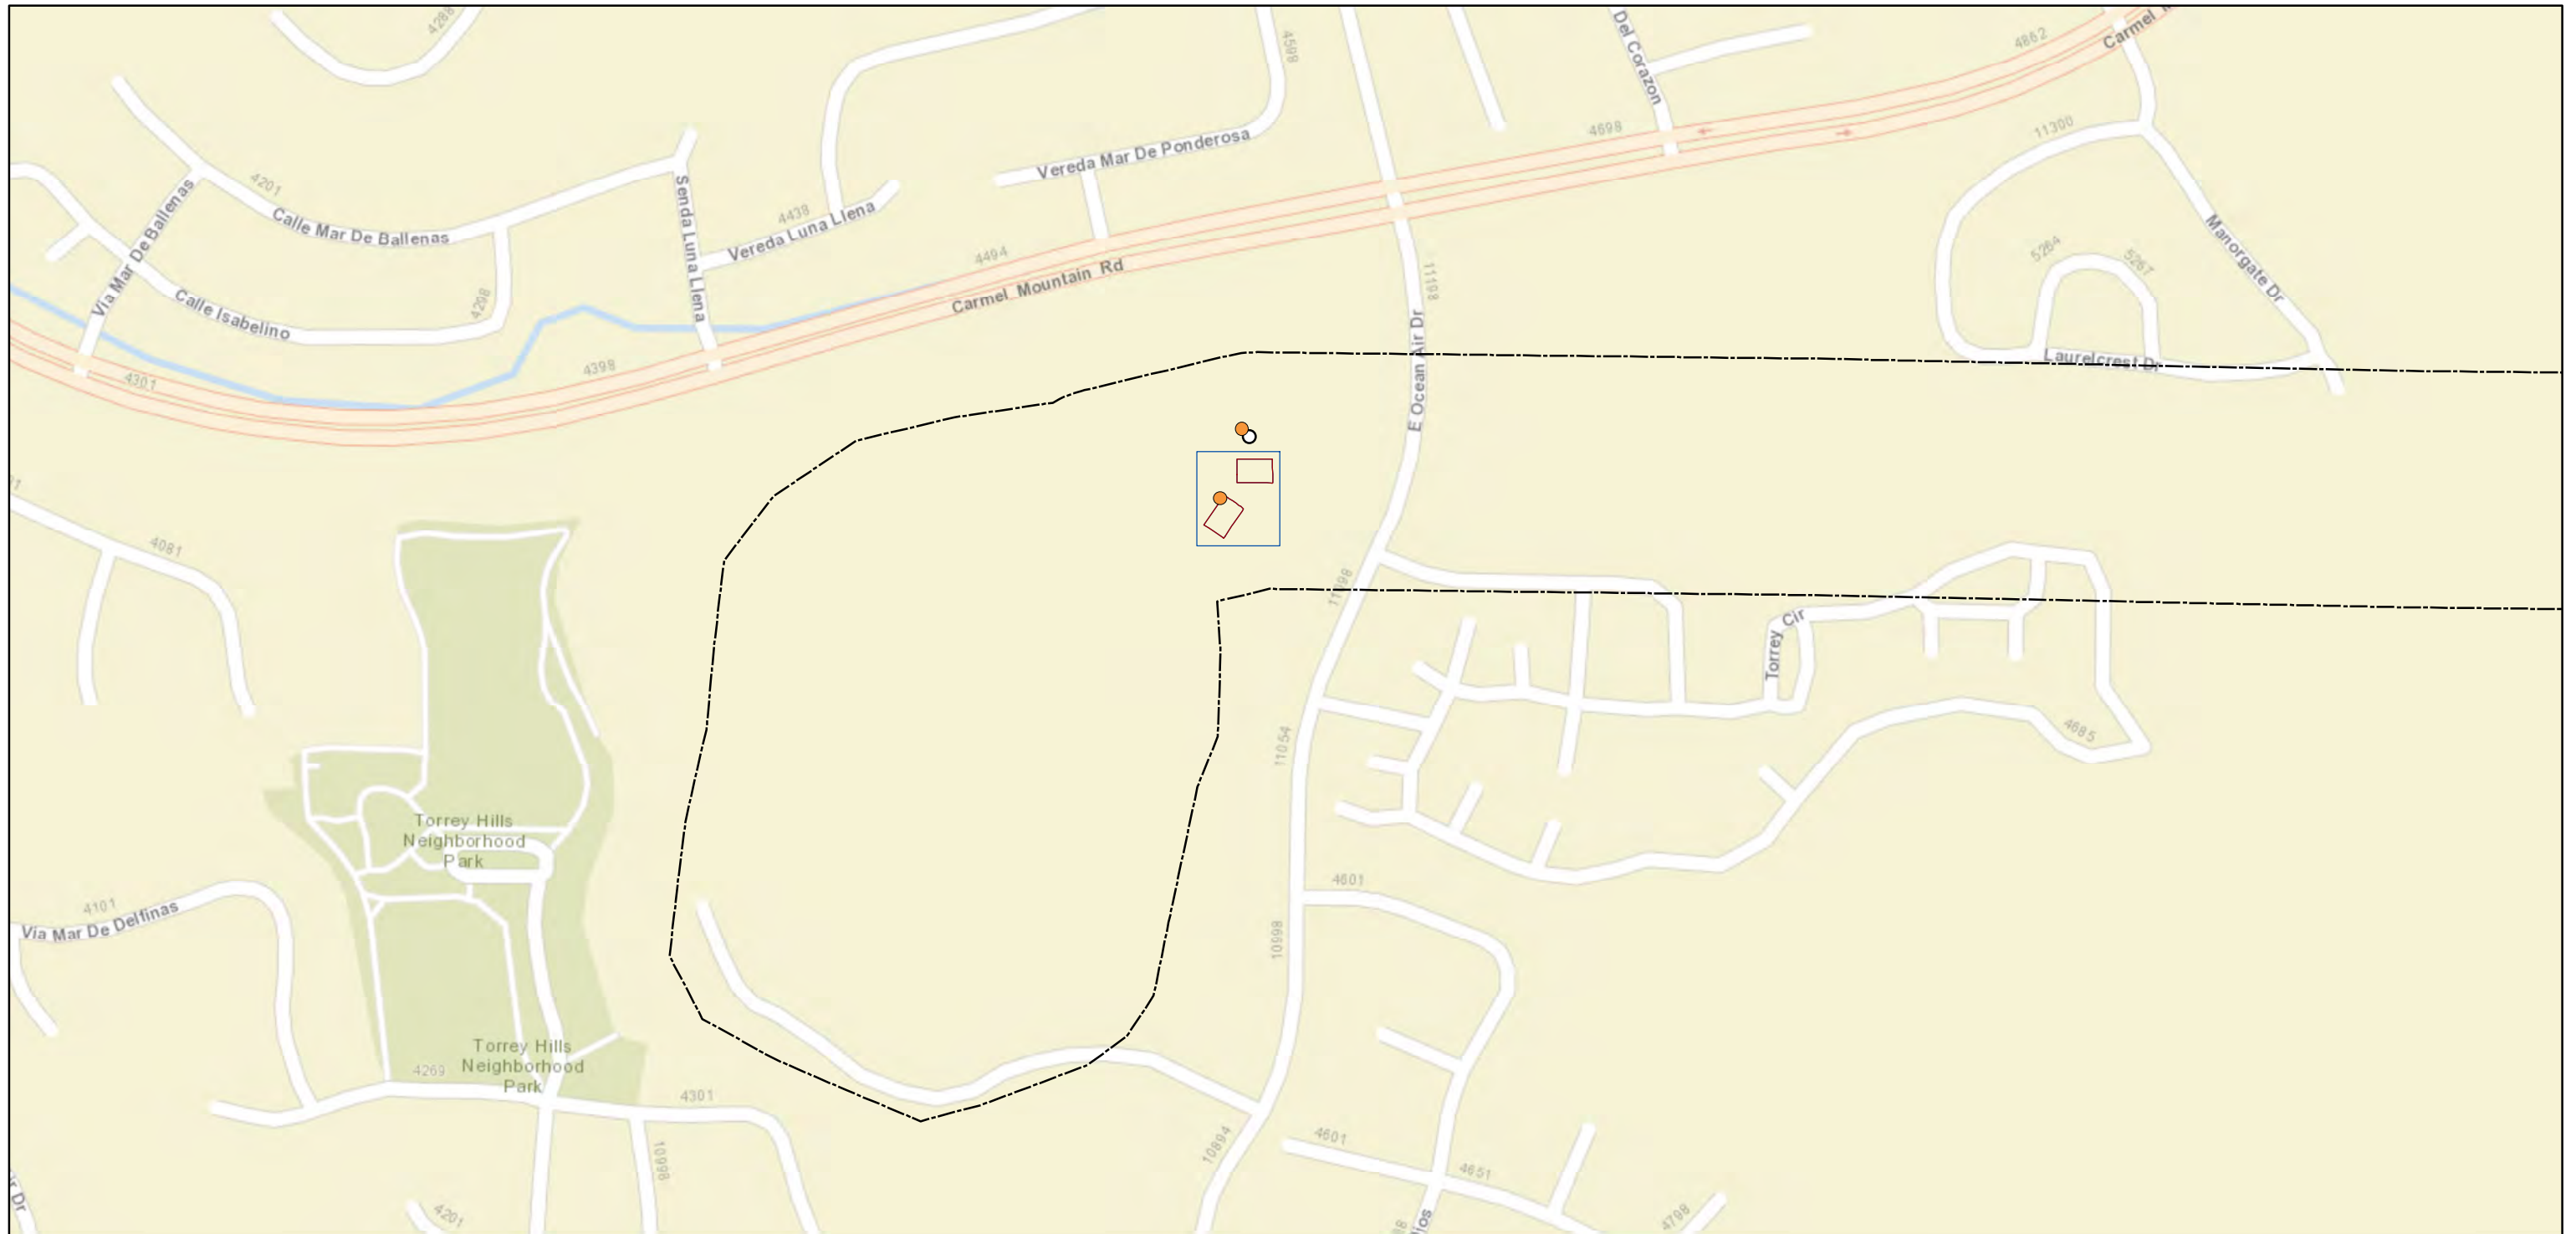 4288
Del Corazon
4862
Carmel
4598
4698
11300
Vereda Mar De Ponderosa
4201
Calle Mar De Ballenas
Via Mar De Ballenas
Senda Luna Llena
4438
Vereda Luna Llena
4494
Carmel Mountain Rd
11198
Manorgate Dr
5264
5267
Calle Isabelino
4298
E Ocean Air Dr
Laurelcrest Dr
4301
4398
4081
11098
Torrey Cir
11054
4685
Torrey Hills
Neighborhood
Park
4601
4101
Via Mar De Delfinas
10998
Torrey Hills
Neighborhood
Park
4269
4301
10894
4601
4651
10998
4201
4798